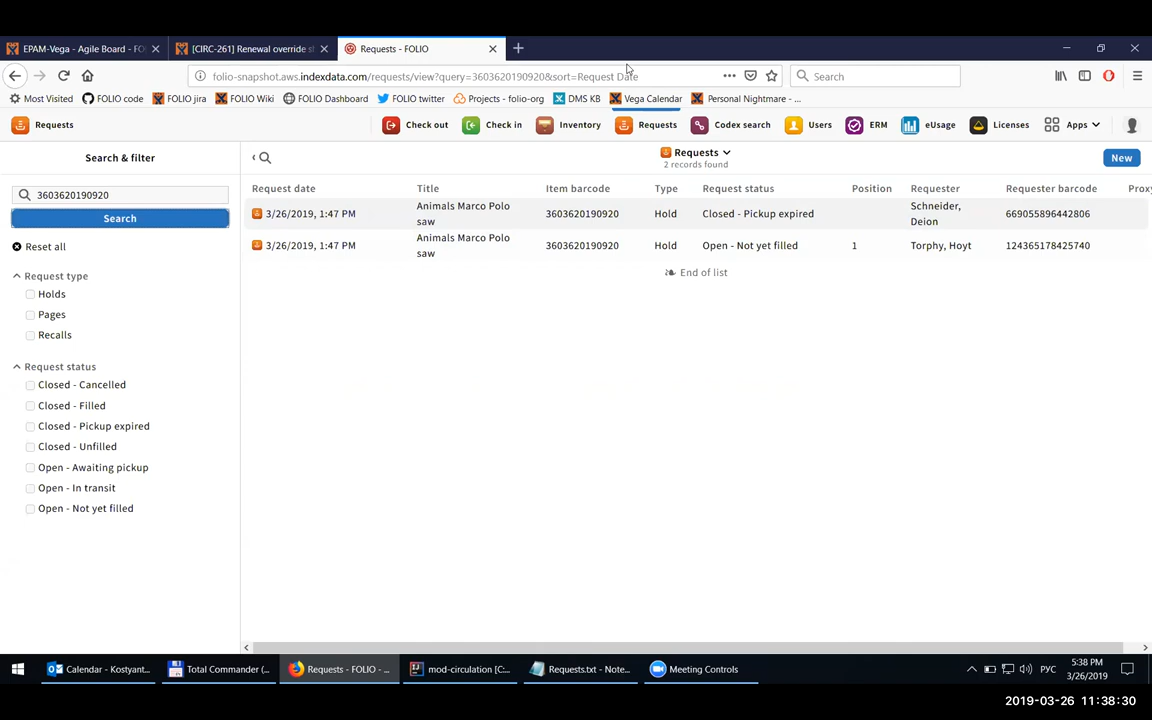 EPAM-Vega - Agile Board - FO
[CIRC-261] Renewal override s
Requests - FOLIO
folio-snapshot.aws.indexdata.com/requests/view?query=3603620190920&sort=Request Date
Search
Most Visited
FOLIO code
FOLIO jira
FOLIO Wiki
FOLIO Dashboard
FOLIO twitter
Projects - folio-org
DMS KB
Vega Calendar
Personal Nightmare - ...
Requests
Check out
Check in
Inventory
Requests
Codex search
Users
ERM
eUsage
Licenses
Apps
Search & filter
3603620190920
Search
Reset all
Request type
Holds
Pages
Recalls
Request status
Closed - Cancelled
Closed - Filled
Closed - Pickup expired
Closed - Unfilled
Open - Awaiting pickup
Open - In transit
Open - Not yet filled
Requests
2 records found
New
Request date Title Item barcode Type Request status Position Requester Requester barcode Proxy
3/26/2019, 1:47 PM Animals Marco Polo saw 3603620190920 Hold Closed - Pickup expired Schneider, Deion 669055896442806
3/26/2019, 1:47 PM Animals Marco Polo saw 3603620190920 Hold Open - Not yet filled 1 Torphy, Hoyt 124365178425740
End of list
Calendar - Kostyant...
Total Commander (...
Requests - FOLIO - ...
mod-circulation [C:...
Requests.txt - Note...
Meeting Controls
РУС
5:38 PM
3/26/2019
2019-03-26 11:38:30